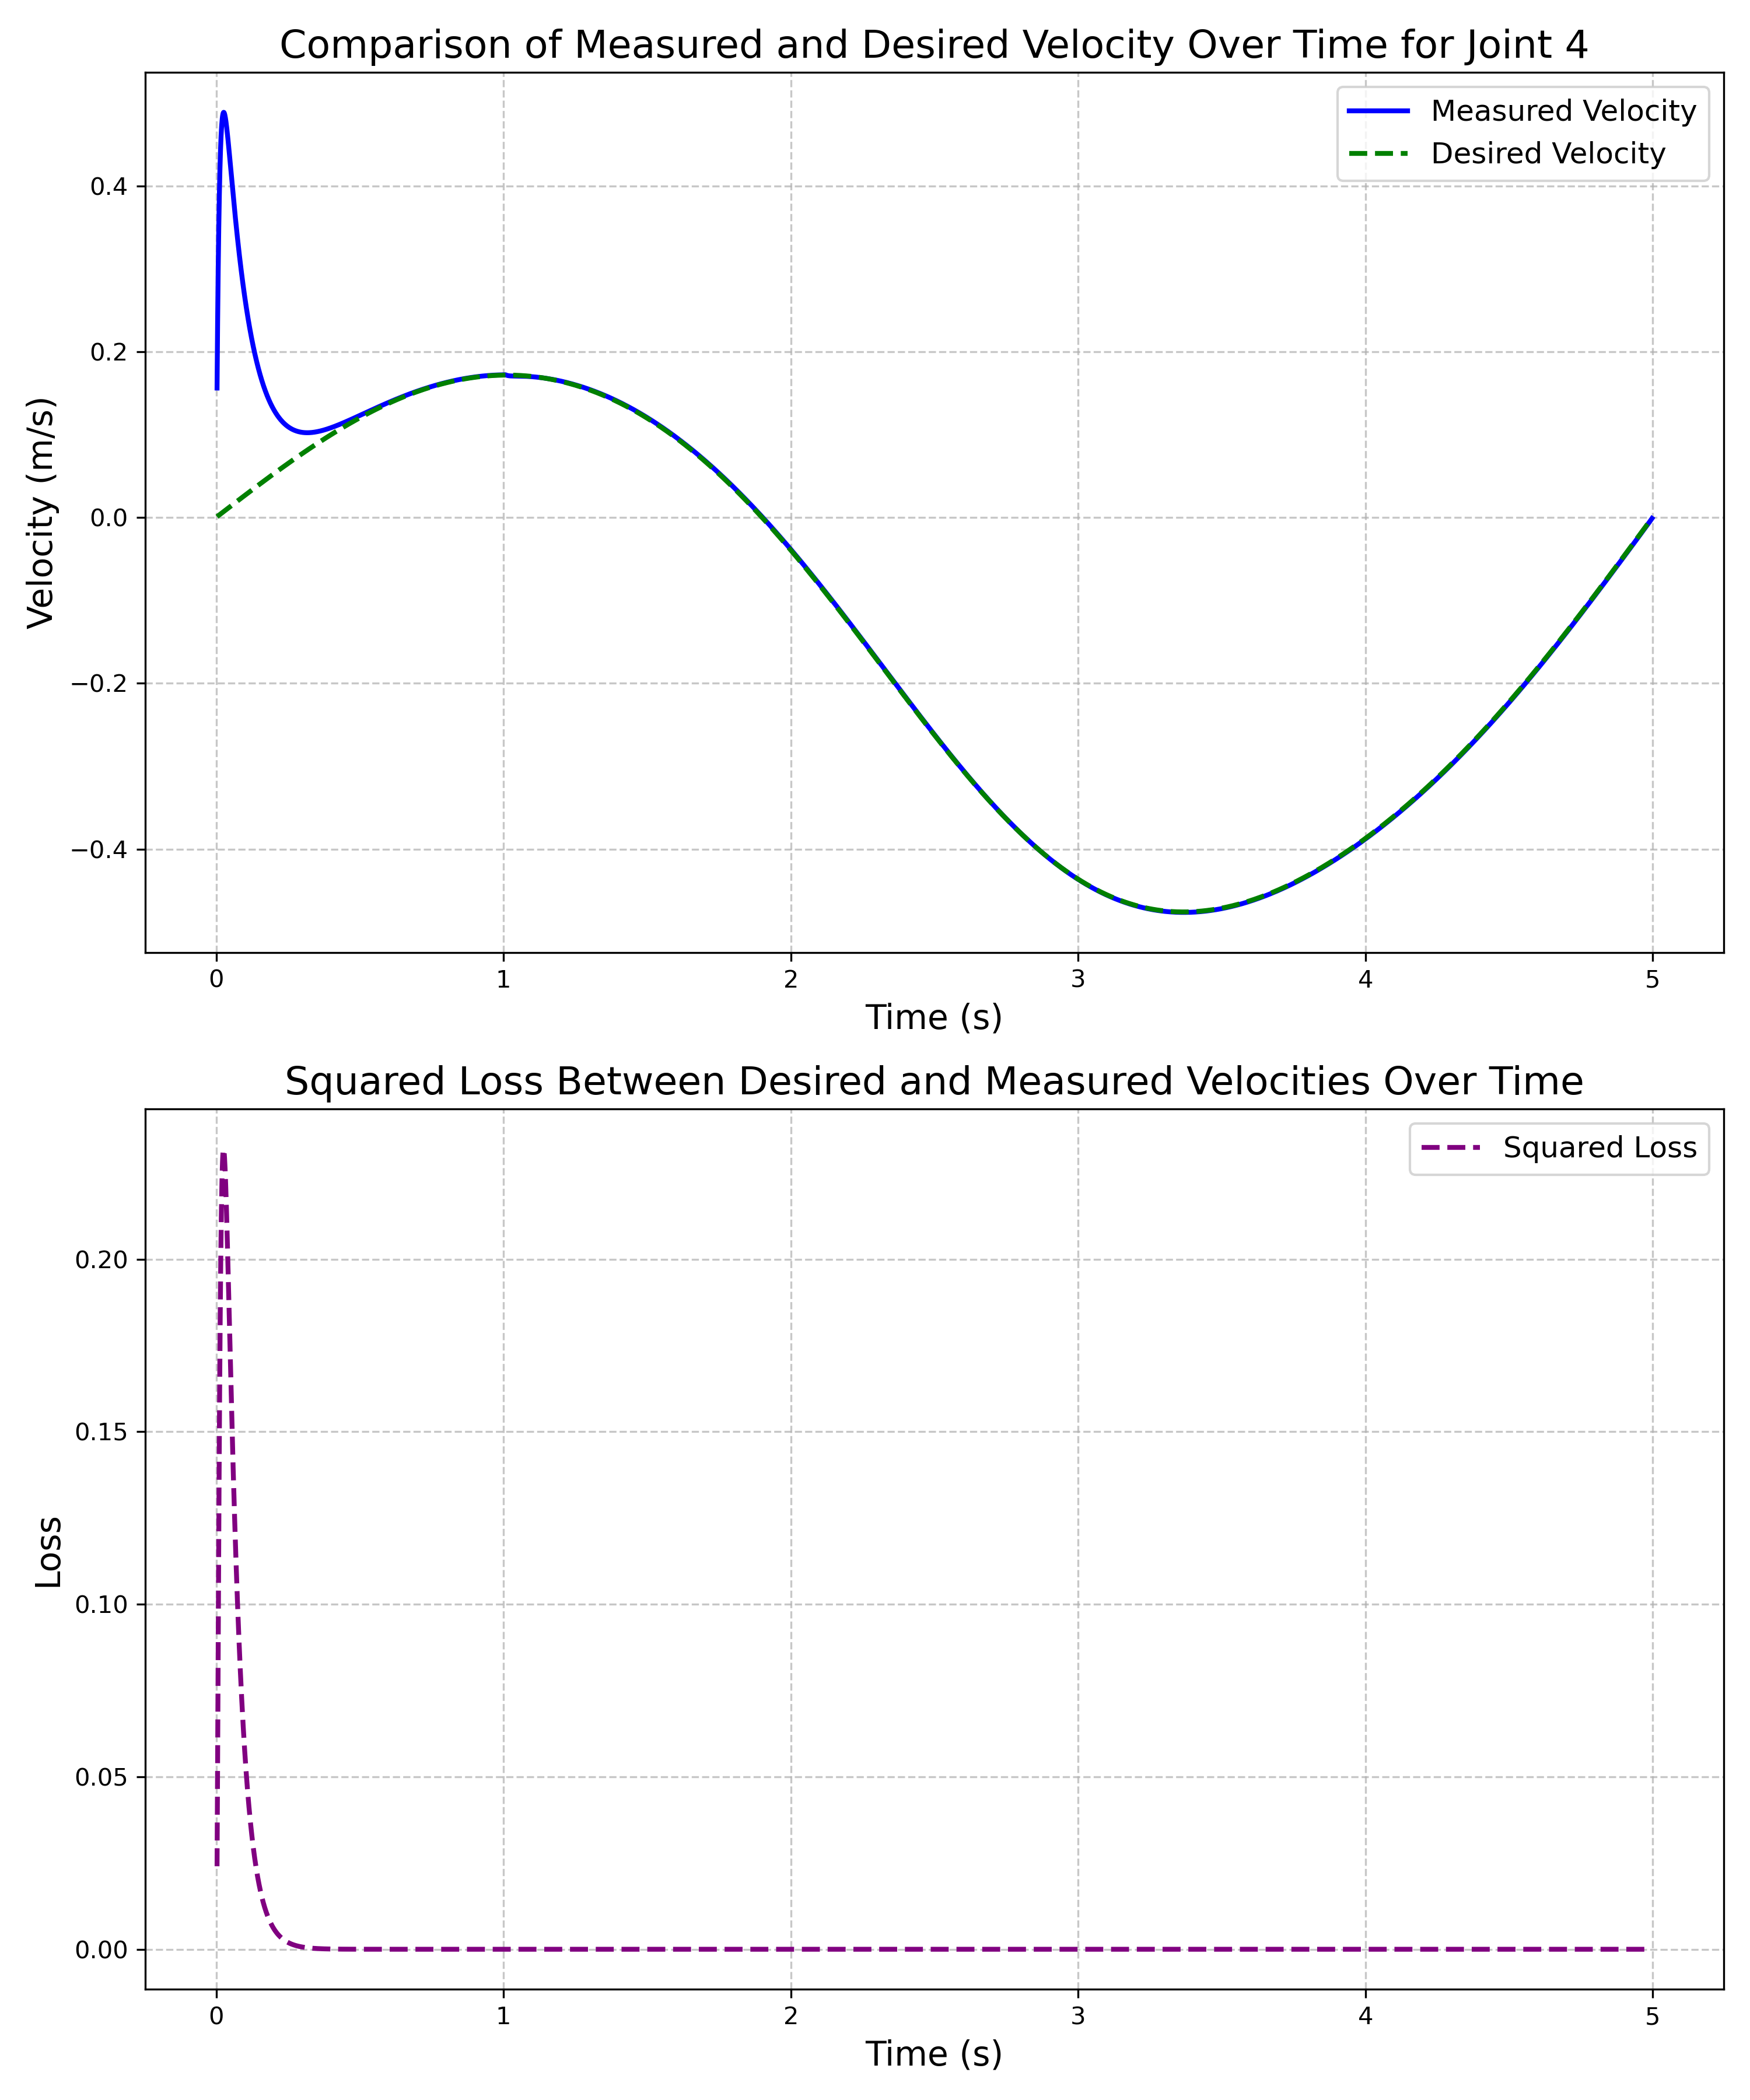 Comparison of Measured and Desired Velocity Over Time for Joint 4
Measured Velocity
Desired Velocity
Velocity (m/s)
0.4
0.2
0.0
−0.2
−0.4
0 1 2 3 4 5
Time (s)
Squared Loss Between Desired and Measured Velocities Over Time
Squared Loss
Loss
0.20
0.15
0.10
0.05
0.00
0 1 2 3 4 5
Time (s)